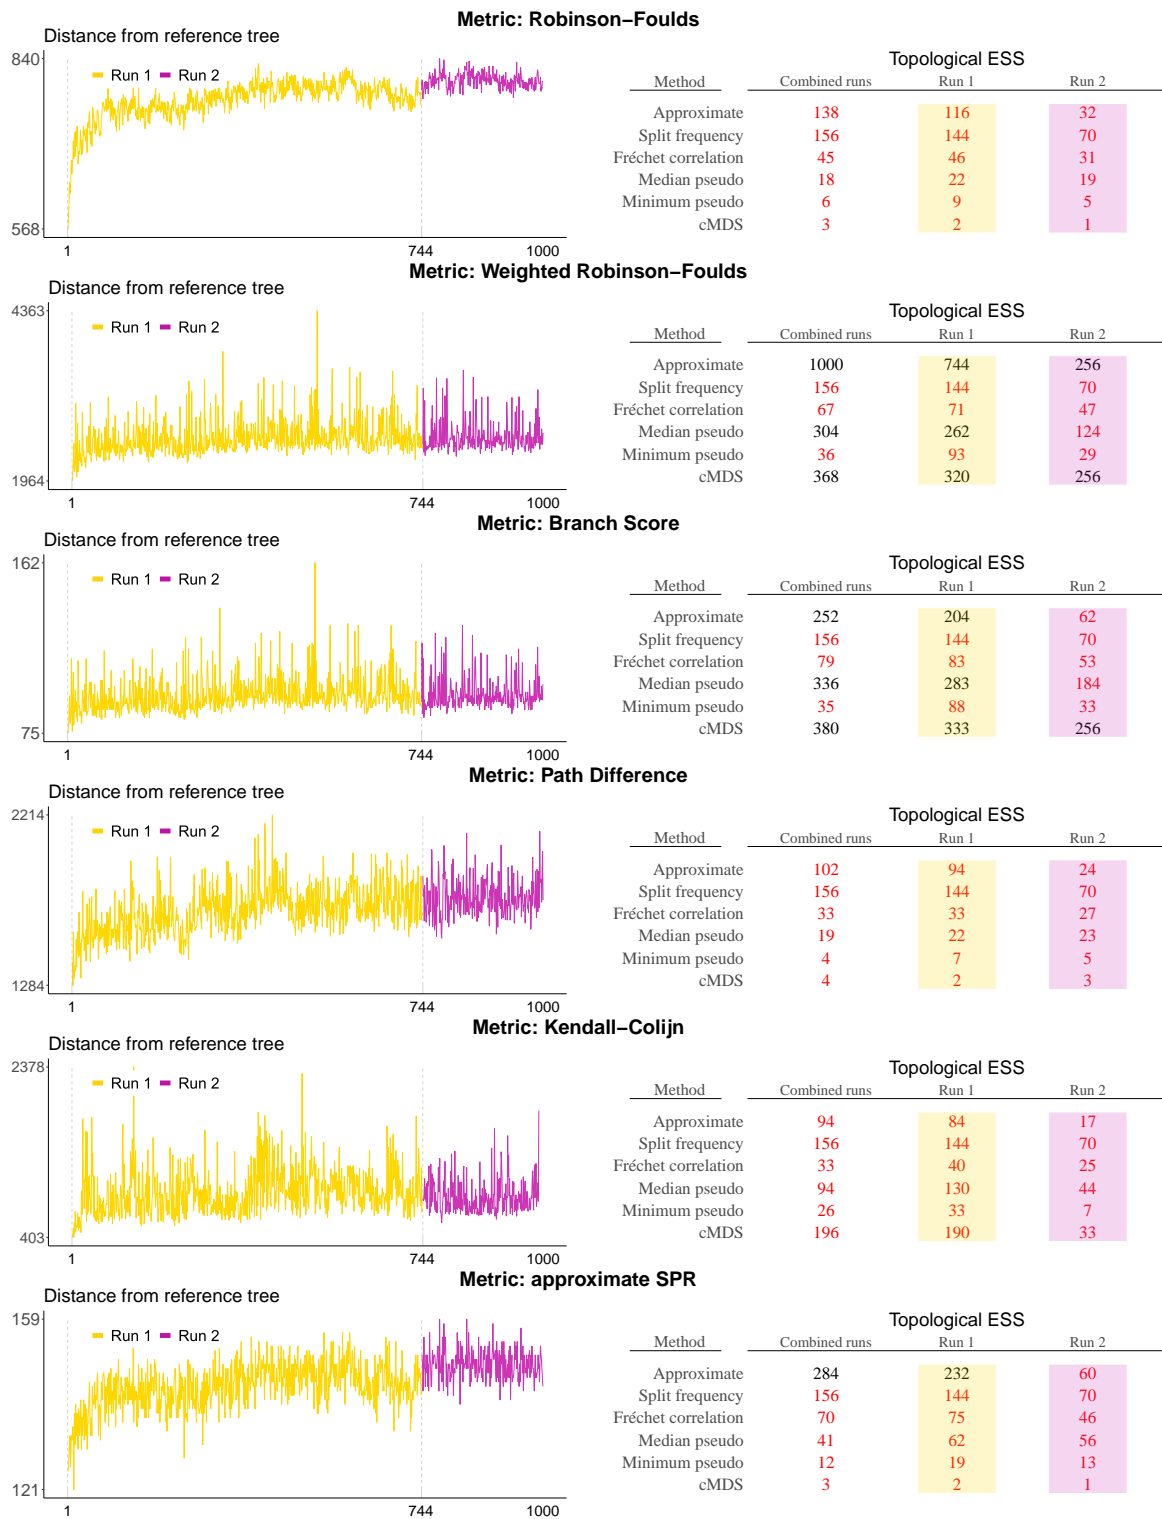 Metric: Robinson−Foulds
Distance from reference tree
840
Run 1 Run 2
568
1 744 1000
Topological ESS
Method Combined runs Run 1 Run 2
Approximate 138 116 32
Split frequency 156 144 70
Fréchet correlation 45 46 31
Median pseudo 18 22 19
Minimum pseudo 6 9 5
cMDS 3 2 1
Metric: Weighted Robinson−Foulds
Distance from reference tree
4363
Run 1 Run 2
1964
1 744 1000
Topological ESS
Method Combined runs Run 1 Run 2
Approximate 1000 744 256
Split frequency 156 144 70
Fréchet correlation 67 71 47
Median pseudo 304 262 124
Minimum pseudo 36 93 29
cMDS 368 320 256
Metric: Branch Score
Distance from reference tree
162
Run 1 Run 2
75
1 744 1000
Topological ESS
Method Combined runs Run 1 Run 2
Approximate 252 204 62
Split frequency 156 144 70
Fréchet correlation 79 83 53
Median pseudo 336 283 184
Minimum pseudo 35 88 33
cMDS 380 333 256
Metric: Path Difference
Distance from reference tree
2214
Run 1 Run 2
1284
1 744 1000
Topological ESS
Method Combined runs Run 1 Run 2
Approximate 102 94 24
Split frequency 156 144 70
Fréchet correlation 33 33 27
Median pseudo 19 22 23
Minimum pseudo 4 7 5
cMDS 4 2 3
Metric: Kendall−Colijn
Distance from reference tree
2378
Run 1 Run 2
403
1 744 1000
Topological ESS
Method Combined runs Run 1 Run 2
Approximate 94 84 17
Split frequency 156 144 70
Fréchet correlation 33 40 25
Median pseudo 94 130 44
Minimum pseudo 26 33 7
cMDS 196 190 33
Metric: approximate SPR
Distance from reference tree
159
Run 1 Run 2
121
1 744 1000
Topological ESS
Method Combined runs Run 1 Run 2
Approximate 284 232 60
Split frequency 156 144 70
Fréchet correlation 70 75 46
Median pseudo 41 62 56
Minimum pseudo 12 19 13
cMDS 3 2 1